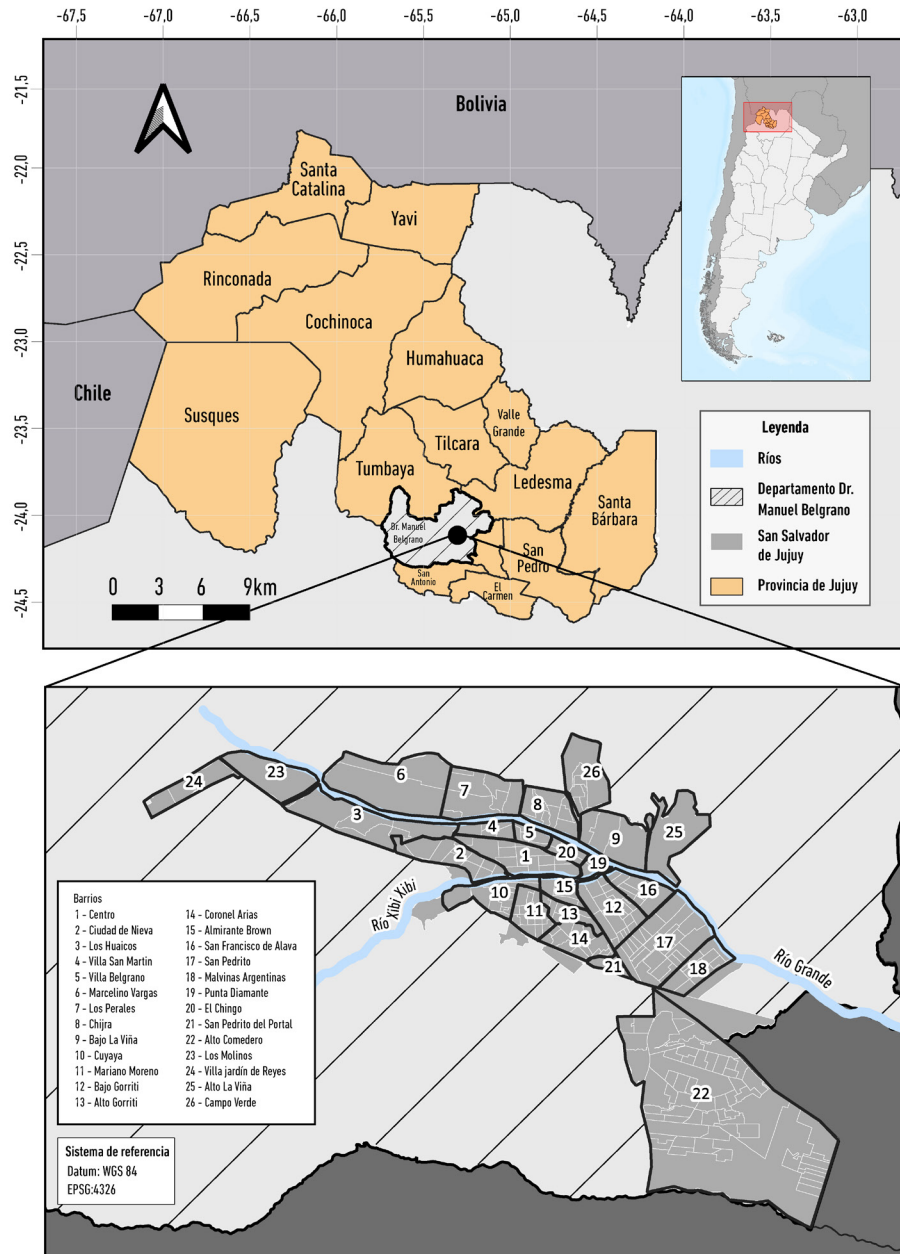 -67.5
-67.0
-66.5
-66.0
-65.5
-65.0
-64.5
-64.0
-63.5
-63.0
-21.5
-22.0
-22.5
-23.0
-23.5
-24.0
-24.5
Bolivia
Chile
Santa
Catalina
Yavi
Rinconada
Cochinoca
Humahuaca
Susques
Valle
Grande
Tilcara
Tumbaya
Ledesma
Santa
Bárbara
Dr. Manuel
Belgrano
San
Pedro
San
Antonio
El
Carmen
0 3 6 9km
Leyenda
Ríos
Departamento Dr.
Manuel Belgrano
San Salvador
de Jujuy
Provincia de Jujuy
24
23
6
7
8
26
3
4
5
9
25
2
1
20
19
10
15
16
11
13
12
14
17
21
18
22
Río Xibi Xibi
Río Grande
Barrios
1 - Centro
2 - Ciudad de Nieva
3 - Los Huaicos
4 - Villa San Martin
5 - Villa Belgrano
6 - Marcelino Vargas
7 - Los Perales
8 - Chijra
9 - Bajo La Viña
10 - Cuyaya
11 - Mariano Moreno
12 - Bajo Gorriti
13 - Alto Gorriti
14 - Coronel Arias
15 - Almirante Brown
16 - San Francisco de Alava
17 - San Pedrito
18 - Malvinas Argentinas
19 - Punta Diamante
20 - El Chingo
21 - San Pedrito del Portal
22 - Alto Comedero
23 - Los Molinos
24 - Villa jardín de Reyes
25 - Alto La Viña
26 - Campo Verde
Sistema de referencia
Datum: WGS 84
EPSG:4326